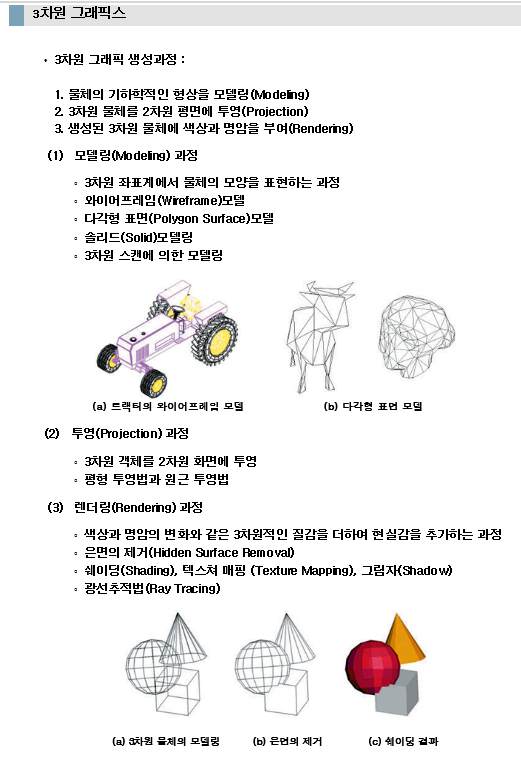 3차원 그래픽스
• 3차원 그래픽 생성과정 :
1. 물체의 기하학적인 형상을 모델링(Modeling)
2. 3차원 물체를 2차원 평면에 투영(Projection)
3. 생성된 3차원 물체에 색상과 명암을 부여(Rendering)
(1) 모델링(Modeling) 과정
◦ 3차원 좌표계에서 물체의 모양을 표현하는 과정
◦ 와이어프레임(Wireframe)모델
◦ 다각형 표면(Polygon Surface)모델
◦ 솔리드(Solid)모델링
◦ 3차원 스캔에 의한 모델링
(a) 트랙터의 와이어프레임 모델
(b) 다각형 표면 모델
(2) 투영(Projection) 과정
◦ 3차원 객체를 2차원 화면에 투영
◦ 평형 투영법과 원근 투영법
(3) 렌더링(Rendering) 과정
◦ 색상과 명암의 변화와 같은 3차원적인 질감을 더하여 현실감을 추가하는 과정
◦ 은면의 제거(Hidden Surface Removal)
◦ 쉐이딩(Shading), 텍스쳐 매핑 (Texture Mapping), 그림자(Shadow)
◦ 광선추적법(Ray Tracing)
(a) 3차원 물체의 모델링
(b) 은면의 제거
(c) 쉐이딩 결과